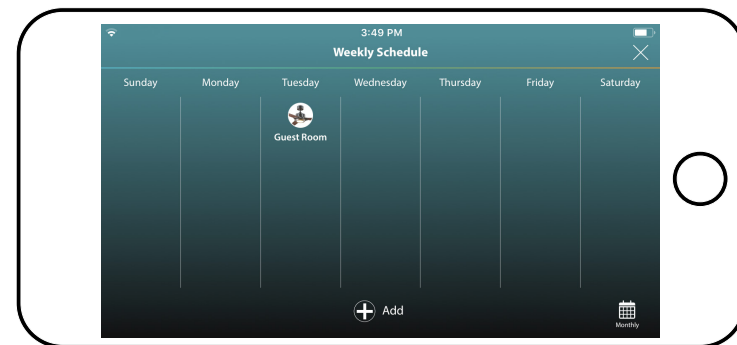 3:49 PM
Weekly Schedule
Sunday Monday Tuesday Wednesday Thursday Friday Saturday
Guest Room
Add
Monthly